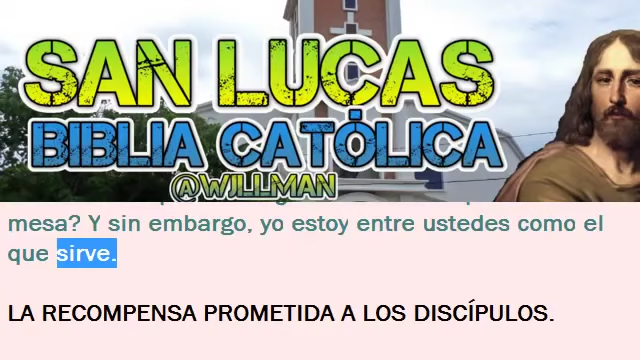 SAN LUCAS
BIBLIA CATÓLICA
@WJLLMAN
mesa? Y sin embargo, yo estoy entre ustedes como el
que sirve.
LA RECOMPENSA PROMETIDA A LOS DISCÍPULOS.